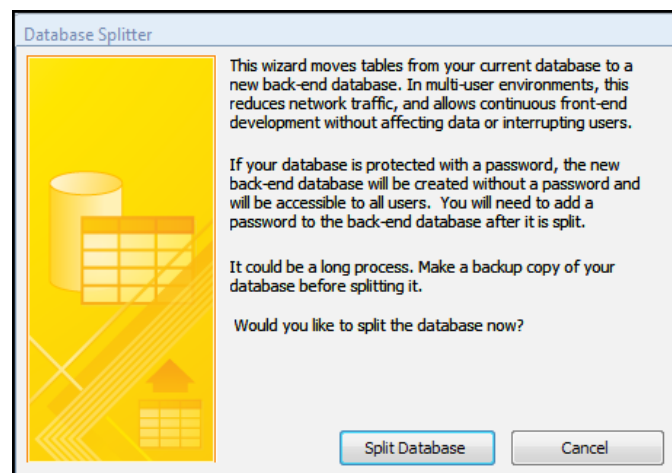 Database Splitter
This wizard moves tables from your current database to a
new back-end database. In multi-user environments, this
reduces network traffic, and allows continuous front-end
development without affecting data or interrupting users.
If your database is protected with a password, the new
back-end database will be created without a password and
will be accessible to all users.  You will need to add a
password to the back-end database after it is split.
It could be a long process. Make a backup copy of your
database before splitting it.
Would you like to split the database now?
Split Database
Cancel